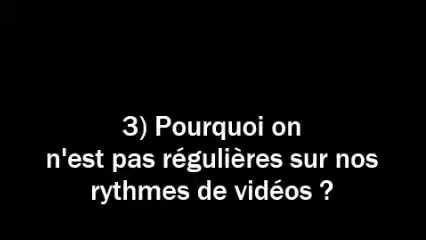 3) Pourquoi on
n'est pas régulières sur nos
rythmes de vidéos ?